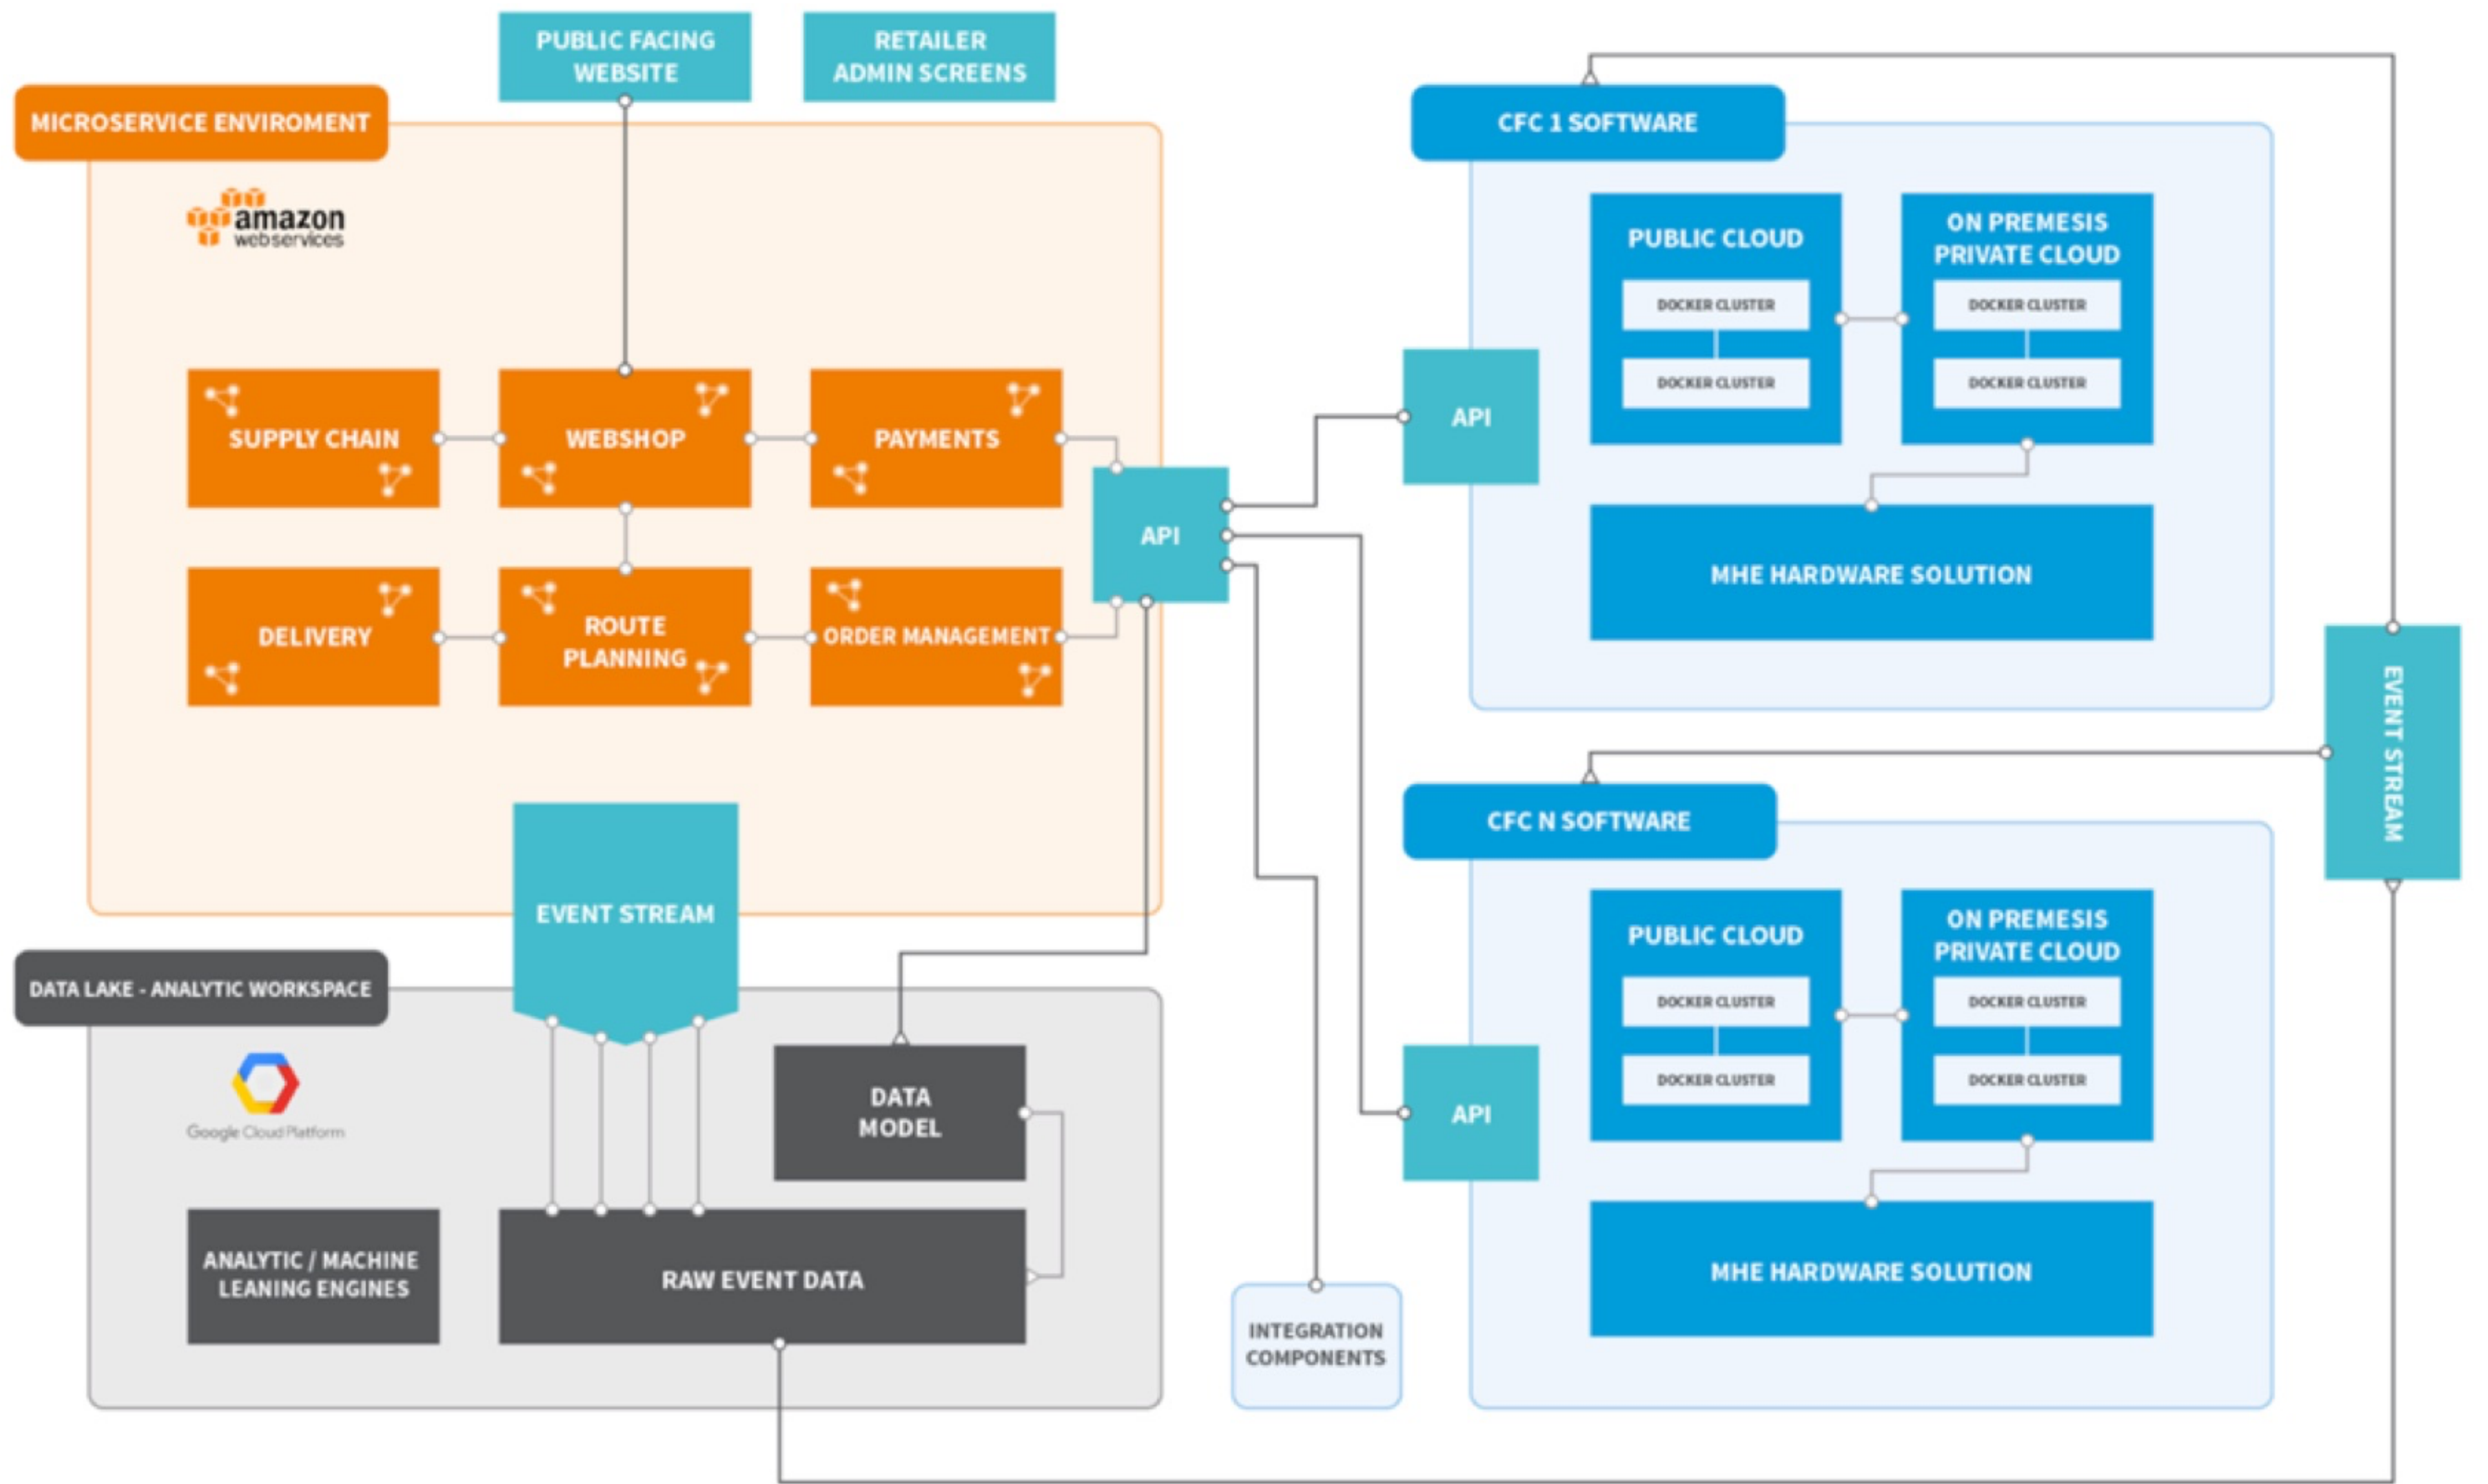 PUBLIC FACING
WEBSITE
RETAILER
ADMIN SCREENS
MICROSERVICE ENVIROMENT
amazon
webservices
SUPPLY CHAIN
WEBSHOP
PAYMENTS
DELIVERY
ROUTE
PLANNING
ORDER MANAGEMENT
API
EVENT STREAM
DATA LAKE - ANALYTIC WORKSPACE
Google Cloud Platform
DATA
MODEL
ANALYTIC / MACHINE
LEANING ENGINES
RAW EVENT DATA
INTEGRATION
COMPONENTS
CFC 1 SOFTWARE
PUBLIC CLOUD
DOCKER CLUSTER
DOCKER CLUSTER
ON PREMESIS
PRIVATE CLOUD
DOCKER CLUSTER
DOCKER CLUSTER
API
MHE HARDWARE SOLUTION
EVENT STREAM
CFC N SOFTWARE
PUBLIC CLOUD
DOCKER CLUSTER
DOCKER CLUSTER
ON PREMESIS
PRIVATE CLOUD
DOCKER CLUSTER
DOCKER CLUSTER
API
MHE HARDWARE SOLUTION